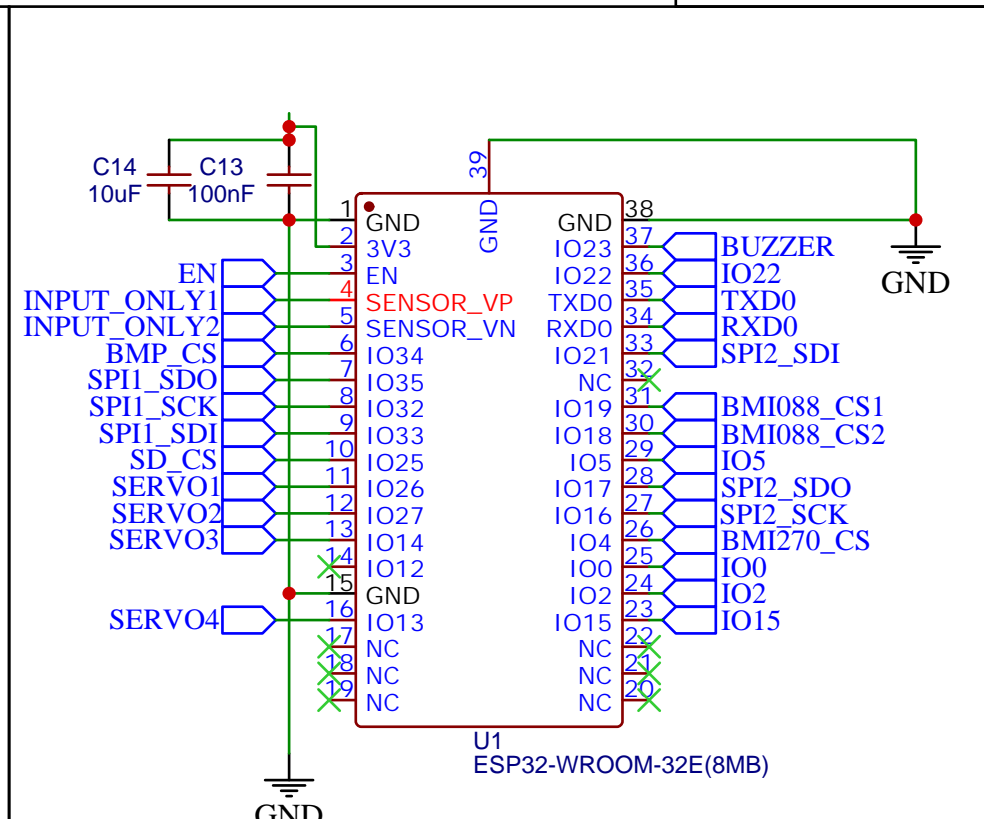 C14 C13
10uF 100nF
39
GND
1 GND GND 38
2 3V3 IO23 37 BUZZER
EN 3 EN IO22 36 IO22
INPUT_ONLY1 4 SENSOR_VP TXD0 35 TXD0
INPUT_ONLY2 5 SENSOR_VN RXD0 34 RXD0
BMP_CS 6 IO34 IO21 33 SPI2_SDI
SPI1_SDO 7 IO35 NC 32
SPI1_SCK 8 IO32 IO19 31 BMI088_CS1
SPI1_SDI 9 IO33 IO18 30 BMI088_CS2
SD_CS 10 IO25 IO5 29 IO5
SERVO1 11 IO26 IO17 28 SPI2_SDO
SERVO2 12 IO27 IO16 27 SPI2_SCK
SERVO3 13 IO14 IO4 26 BMI270_CS
14 IO12 IO0 25 IO0
15 GND IO2 24 IO2
SERVO4 16 IO13 IO15 23 IO15
17 NC NC 22
18 NC NC 21
19 NC NC 20
GND
U1
ESP32-WROOM-32E(8MB)
GND